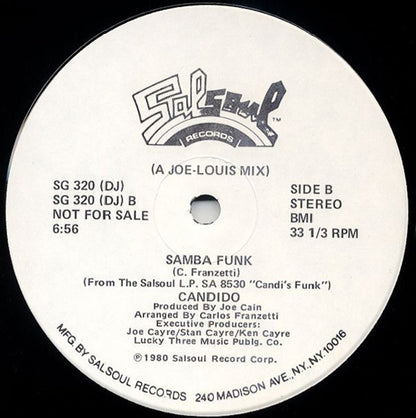 Salsoul
RECORDS
TM
(A JOE-LOUIS MIX)
SG 320 (DJ)
SG 320 (DJ) B
NOT FOR SALE
6:56
SIDE B
STEREO
BMI
33 1/3 RPM
SAMBA FUNK
(C. Franzetti)
(From The Salsoul L.P. SA 8530 "Candi's Funk")
CANDIDO
Produced By Joe Cain
Arranged By Carlos Franzetti
Executive Producers:
Joe Cayre/Stan Cayre/Ken Cayre
Lucky Three Music Publg. Co.
℗ 1980 Salsoul Record Corp.
MFG BY SALSOUL RECORDS 240 MADISON AVE., NY, NY. 10016